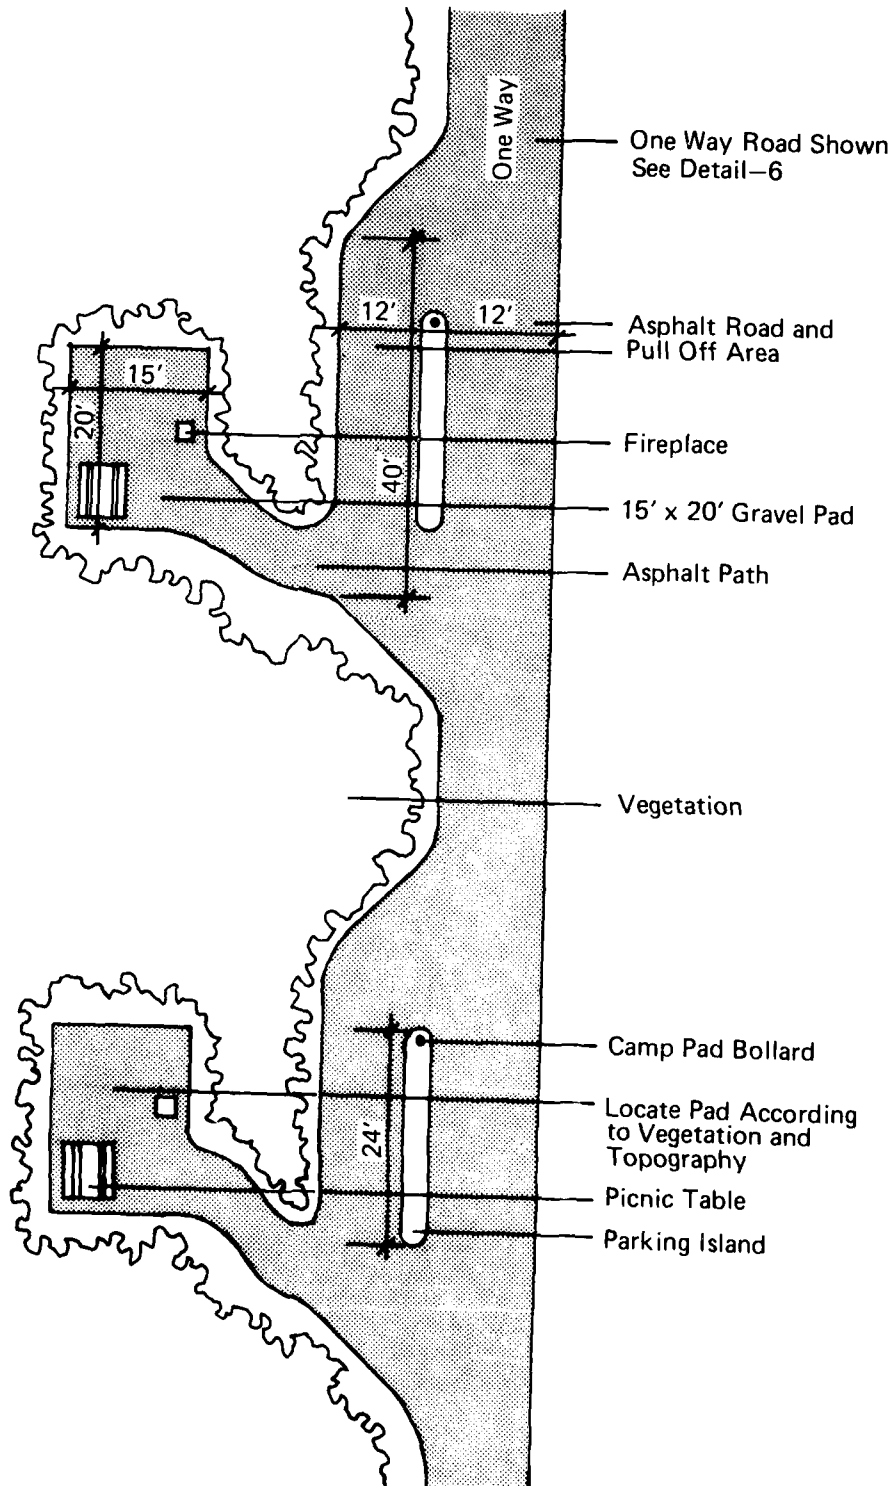 One Way
One Way Road Shown
See Detail–6
12'
12'
Asphalt Road and
Pull Off Area
15'
20'
Fireplace
40'
15' x 20' Gravel Pad
Asphalt Path
Vegetation
Camp Pad Bollard
Locate Pad According
to Vegetation and
Topography
24'
Picnic Table
Parking Island